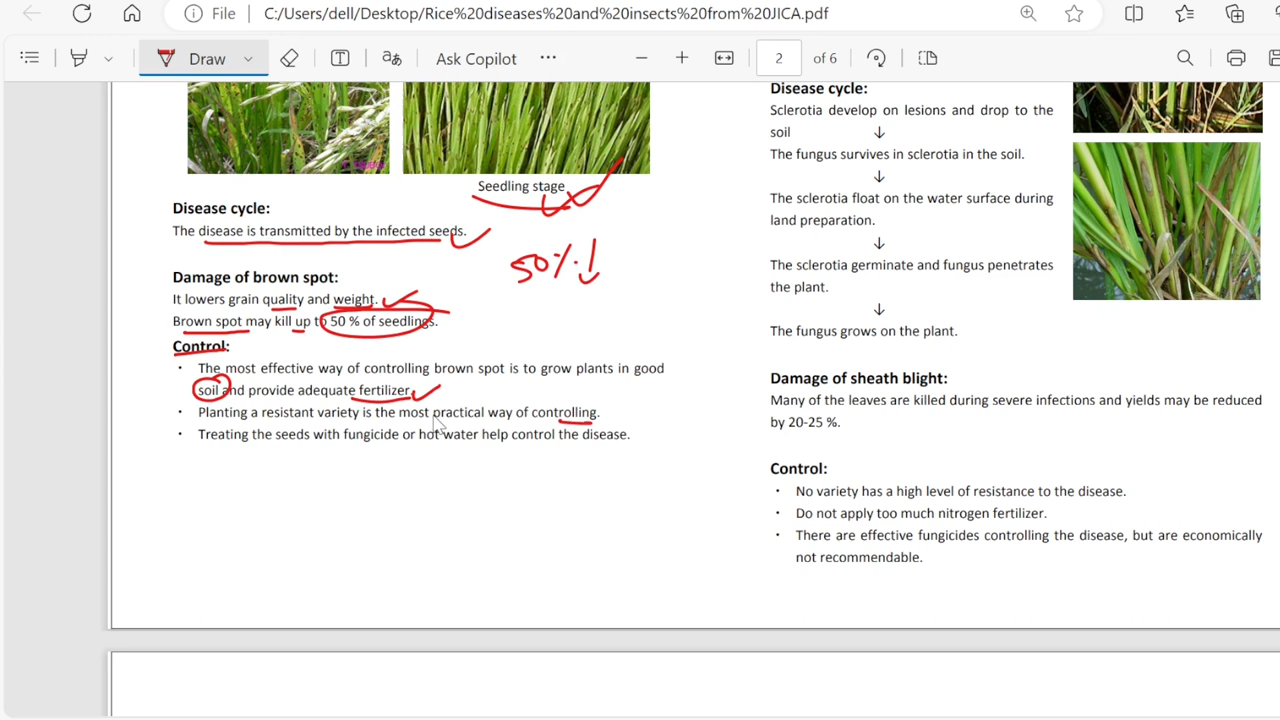 File
C:/Users/dell/Desktop/Rice%20diseases%20and%20insects%20from%20JICA.pdf
Draw
T
aあ
Ask Copilot
2
of 6
Seedling stage
Disease cycle:
The disease is transmitted by the infected seeds.
50%
Damage of brown spot:
It lowers grain quality and weight.
Brown spot may kill up to 50 % of seedlings.
Control:
· The most effective way of controlling brown spot is to grow plants in good
soil and provide adequate fertilizer
· Planting a resistant variety is the most practical way of controlling.
· Treating the seeds with fungicide or hot water help control the disease.
Disease cycle:
Sclerotia develop on lesions and drop to the
soil ↓
The fungus survives in sclerotia in the soil.
↓
The sclerotia float on the water surface during
land preparation.
↓
The sclerotia germinate and fungus penetrates
the plant.
↓
The fungus grows on the plant.
Damage of sheath blight:
Many of the leaves are killed during severe infections and yields may be reduced
by 20-25 %.
Control:
· No variety has a high level of resistance to the disease.
· Do not apply too much nitrogen fertilizer.
· There are effective fungicides controlling the disease, but are economically
not recommendable.